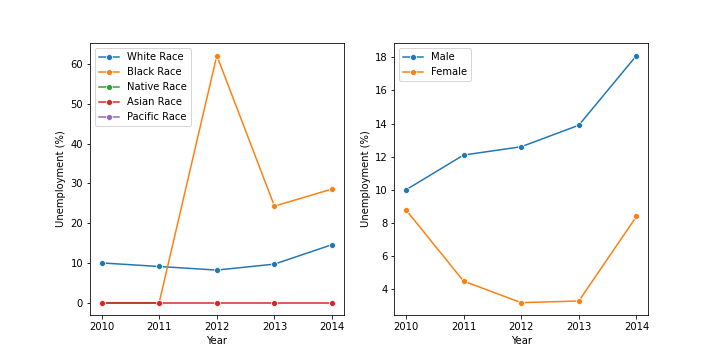 White Race
Black Race
Native Race
Asian Race
Pacific Race
Unemployment (%)
60
50
40
30
20
10
0
2010 2011 2012 2013 2014
Year
Male
Female
Unemployment (%)
18
16
14
12
10
8
6
4
2010 2011 2012 2013 2014
Year